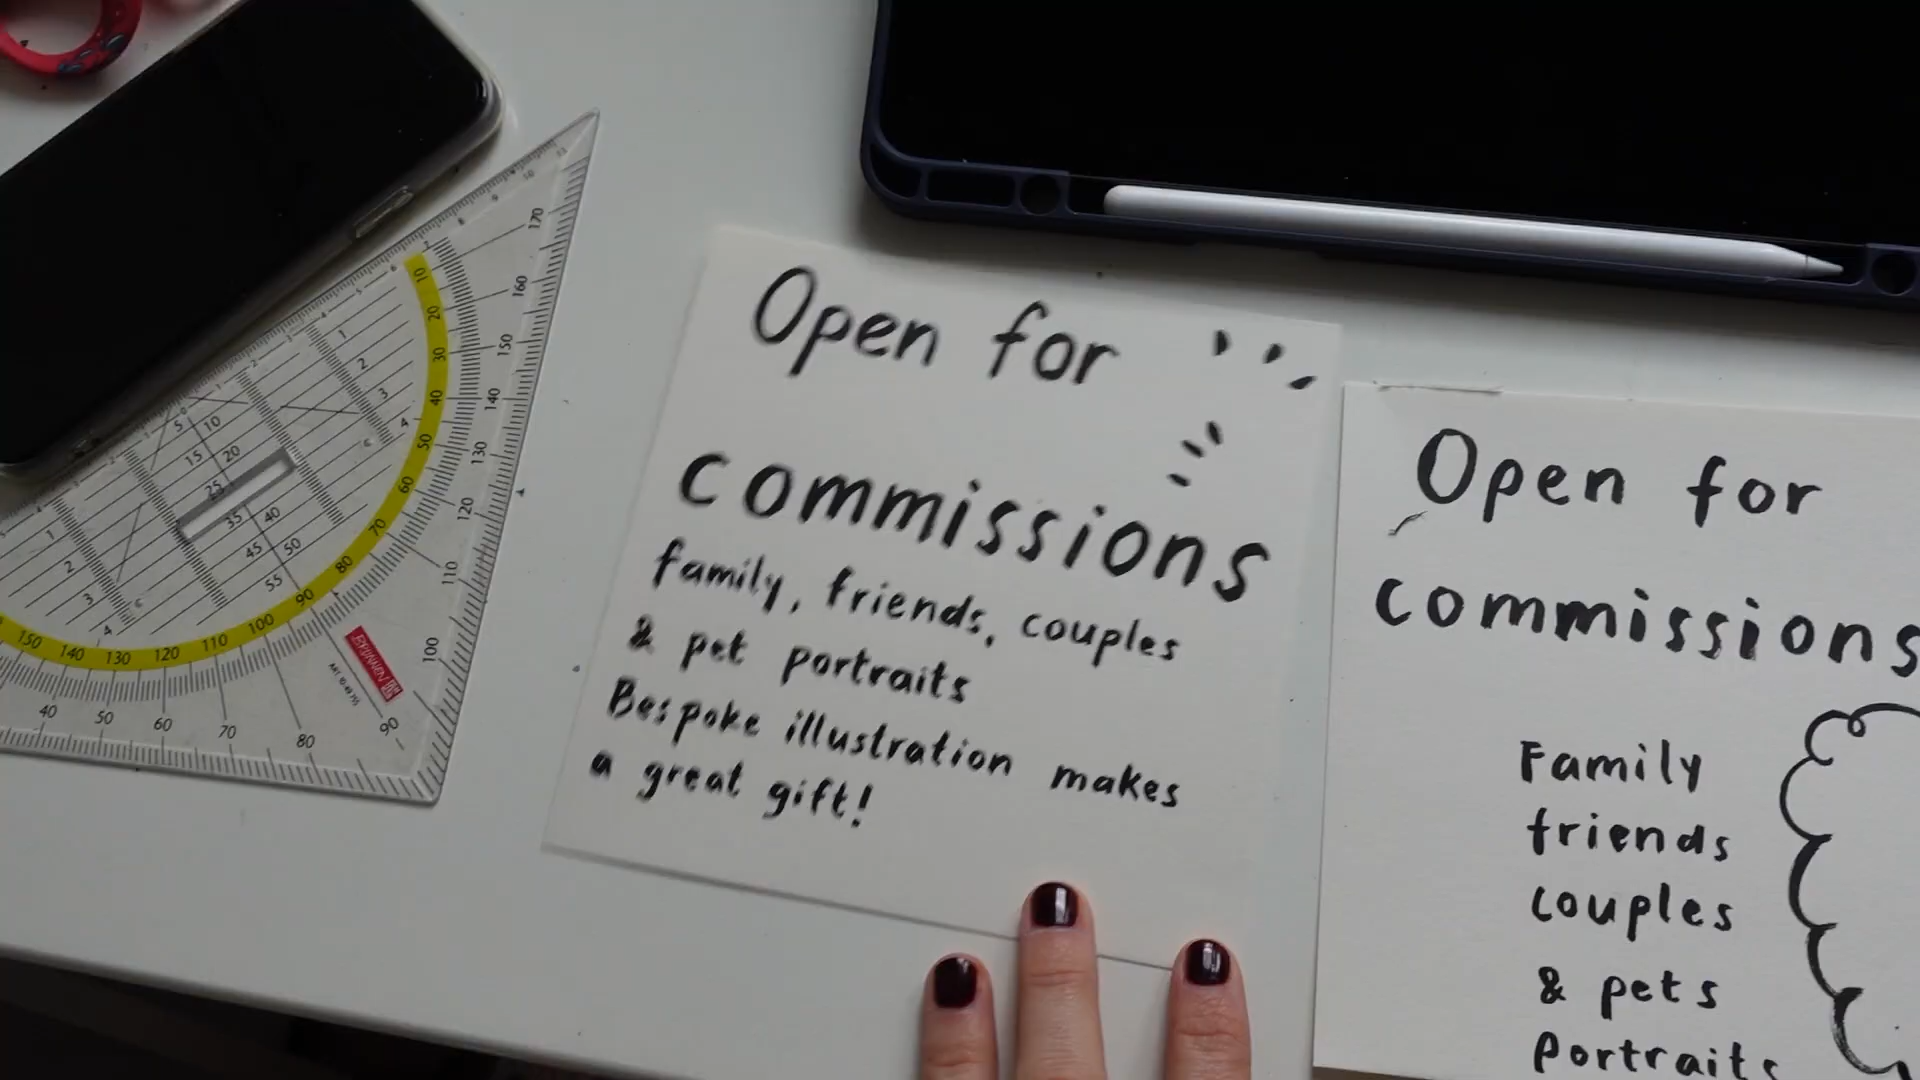 Open for
commissions
family, friends, couples
& pet portraits
Bespoke illustration makes
a great gift!
Open for
commissions
Family
friends
couples
& pets
portraits
BRUNNEN